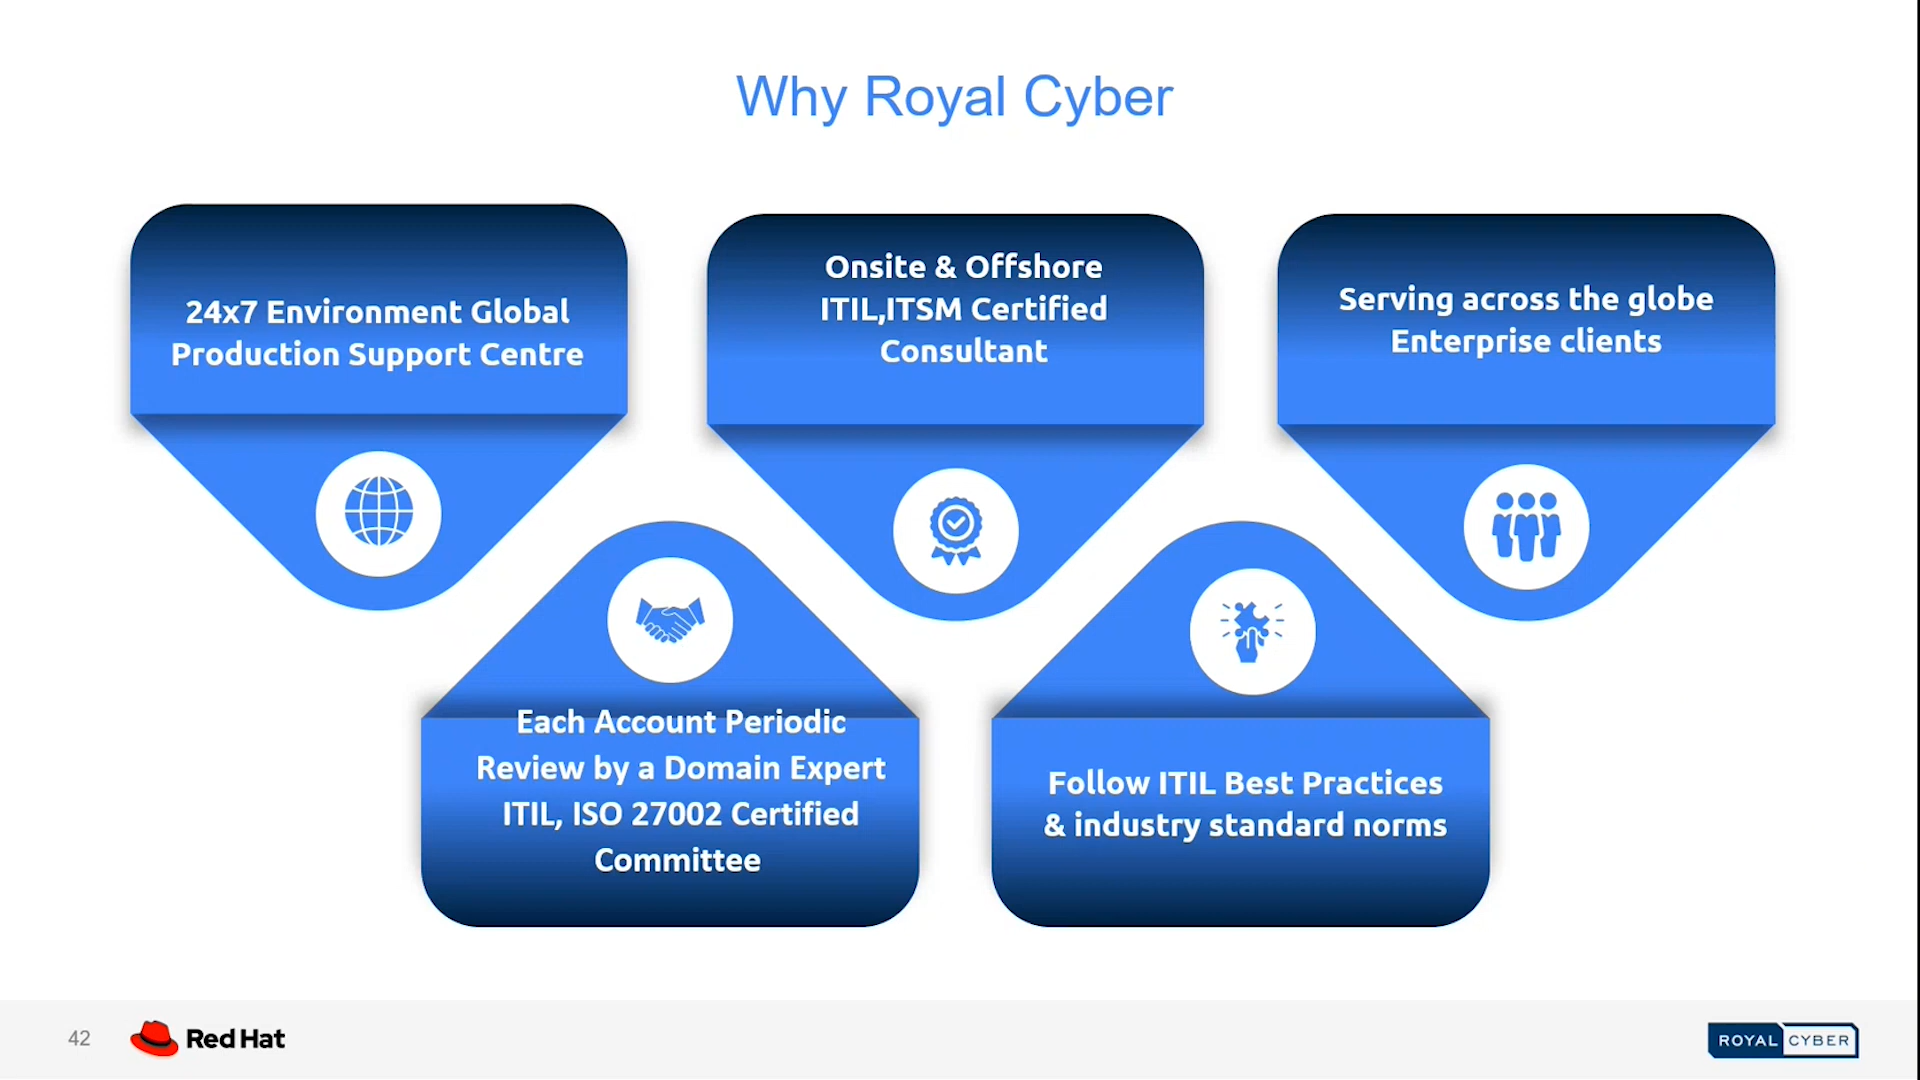 Why Royal Cyber
24x7 Environment Global
Production Support Centre
Onsite & Offshore
ITIL,ITSM Certified
Consultant
Serving across the globe
Enterprise clients
Each Account Periodic
Review by a Domain Expert
ITIL, ISO 27002 Certified
Committee
Follow ITIL Best Practices
& industry standard norms
42
Red Hat
ROYAL CYBER